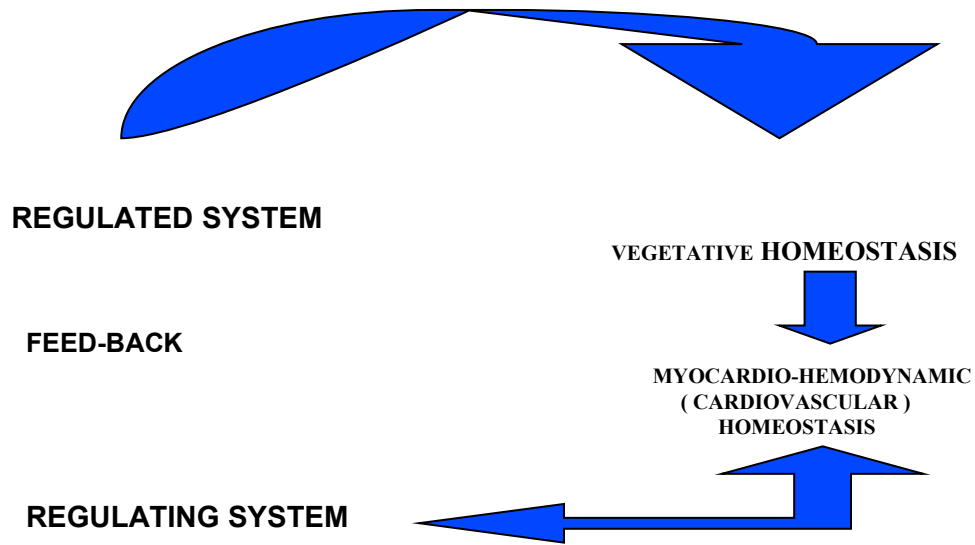 REGULATED SYSTEM
VEGETATIVE HOMEOSTASIS
FEED-BACK
MYOCARDIO-HEMODYNAMIC
( CARDIOVASCULAR )
HOMEOSTASIS
REGULATING SYSTEM